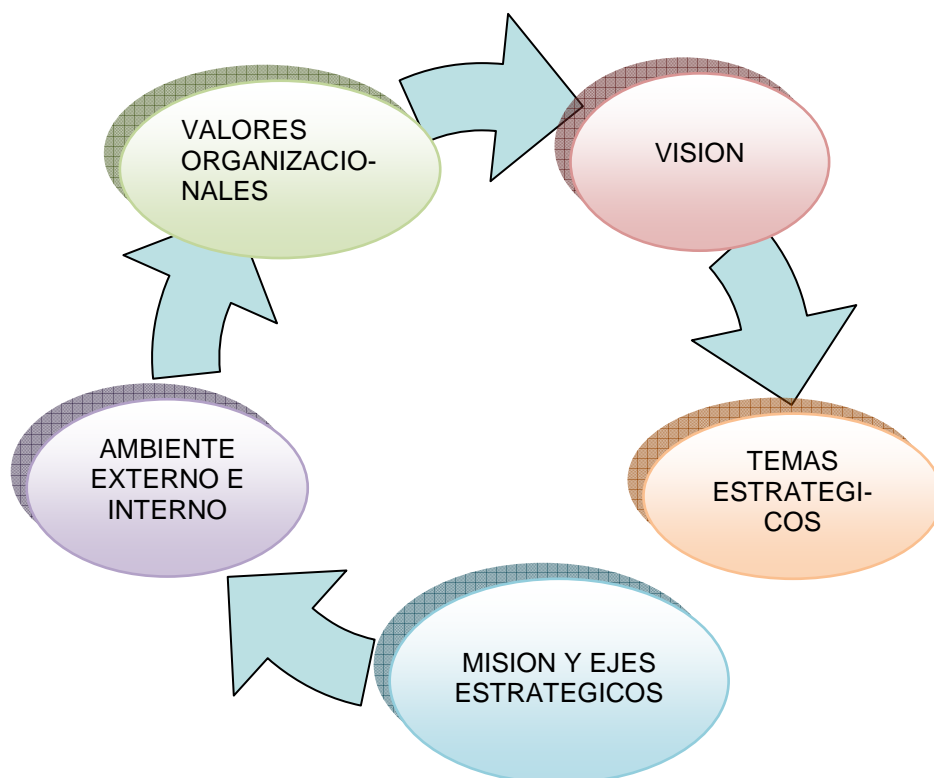 VALORES
ORGANIZACIO-
NALES
VISION
AMBIENTE
EXTERNO E
INTERNO
TEMAS
ESTRATEGI-
COS
MISION Y EJES
ESTRATEGICOS